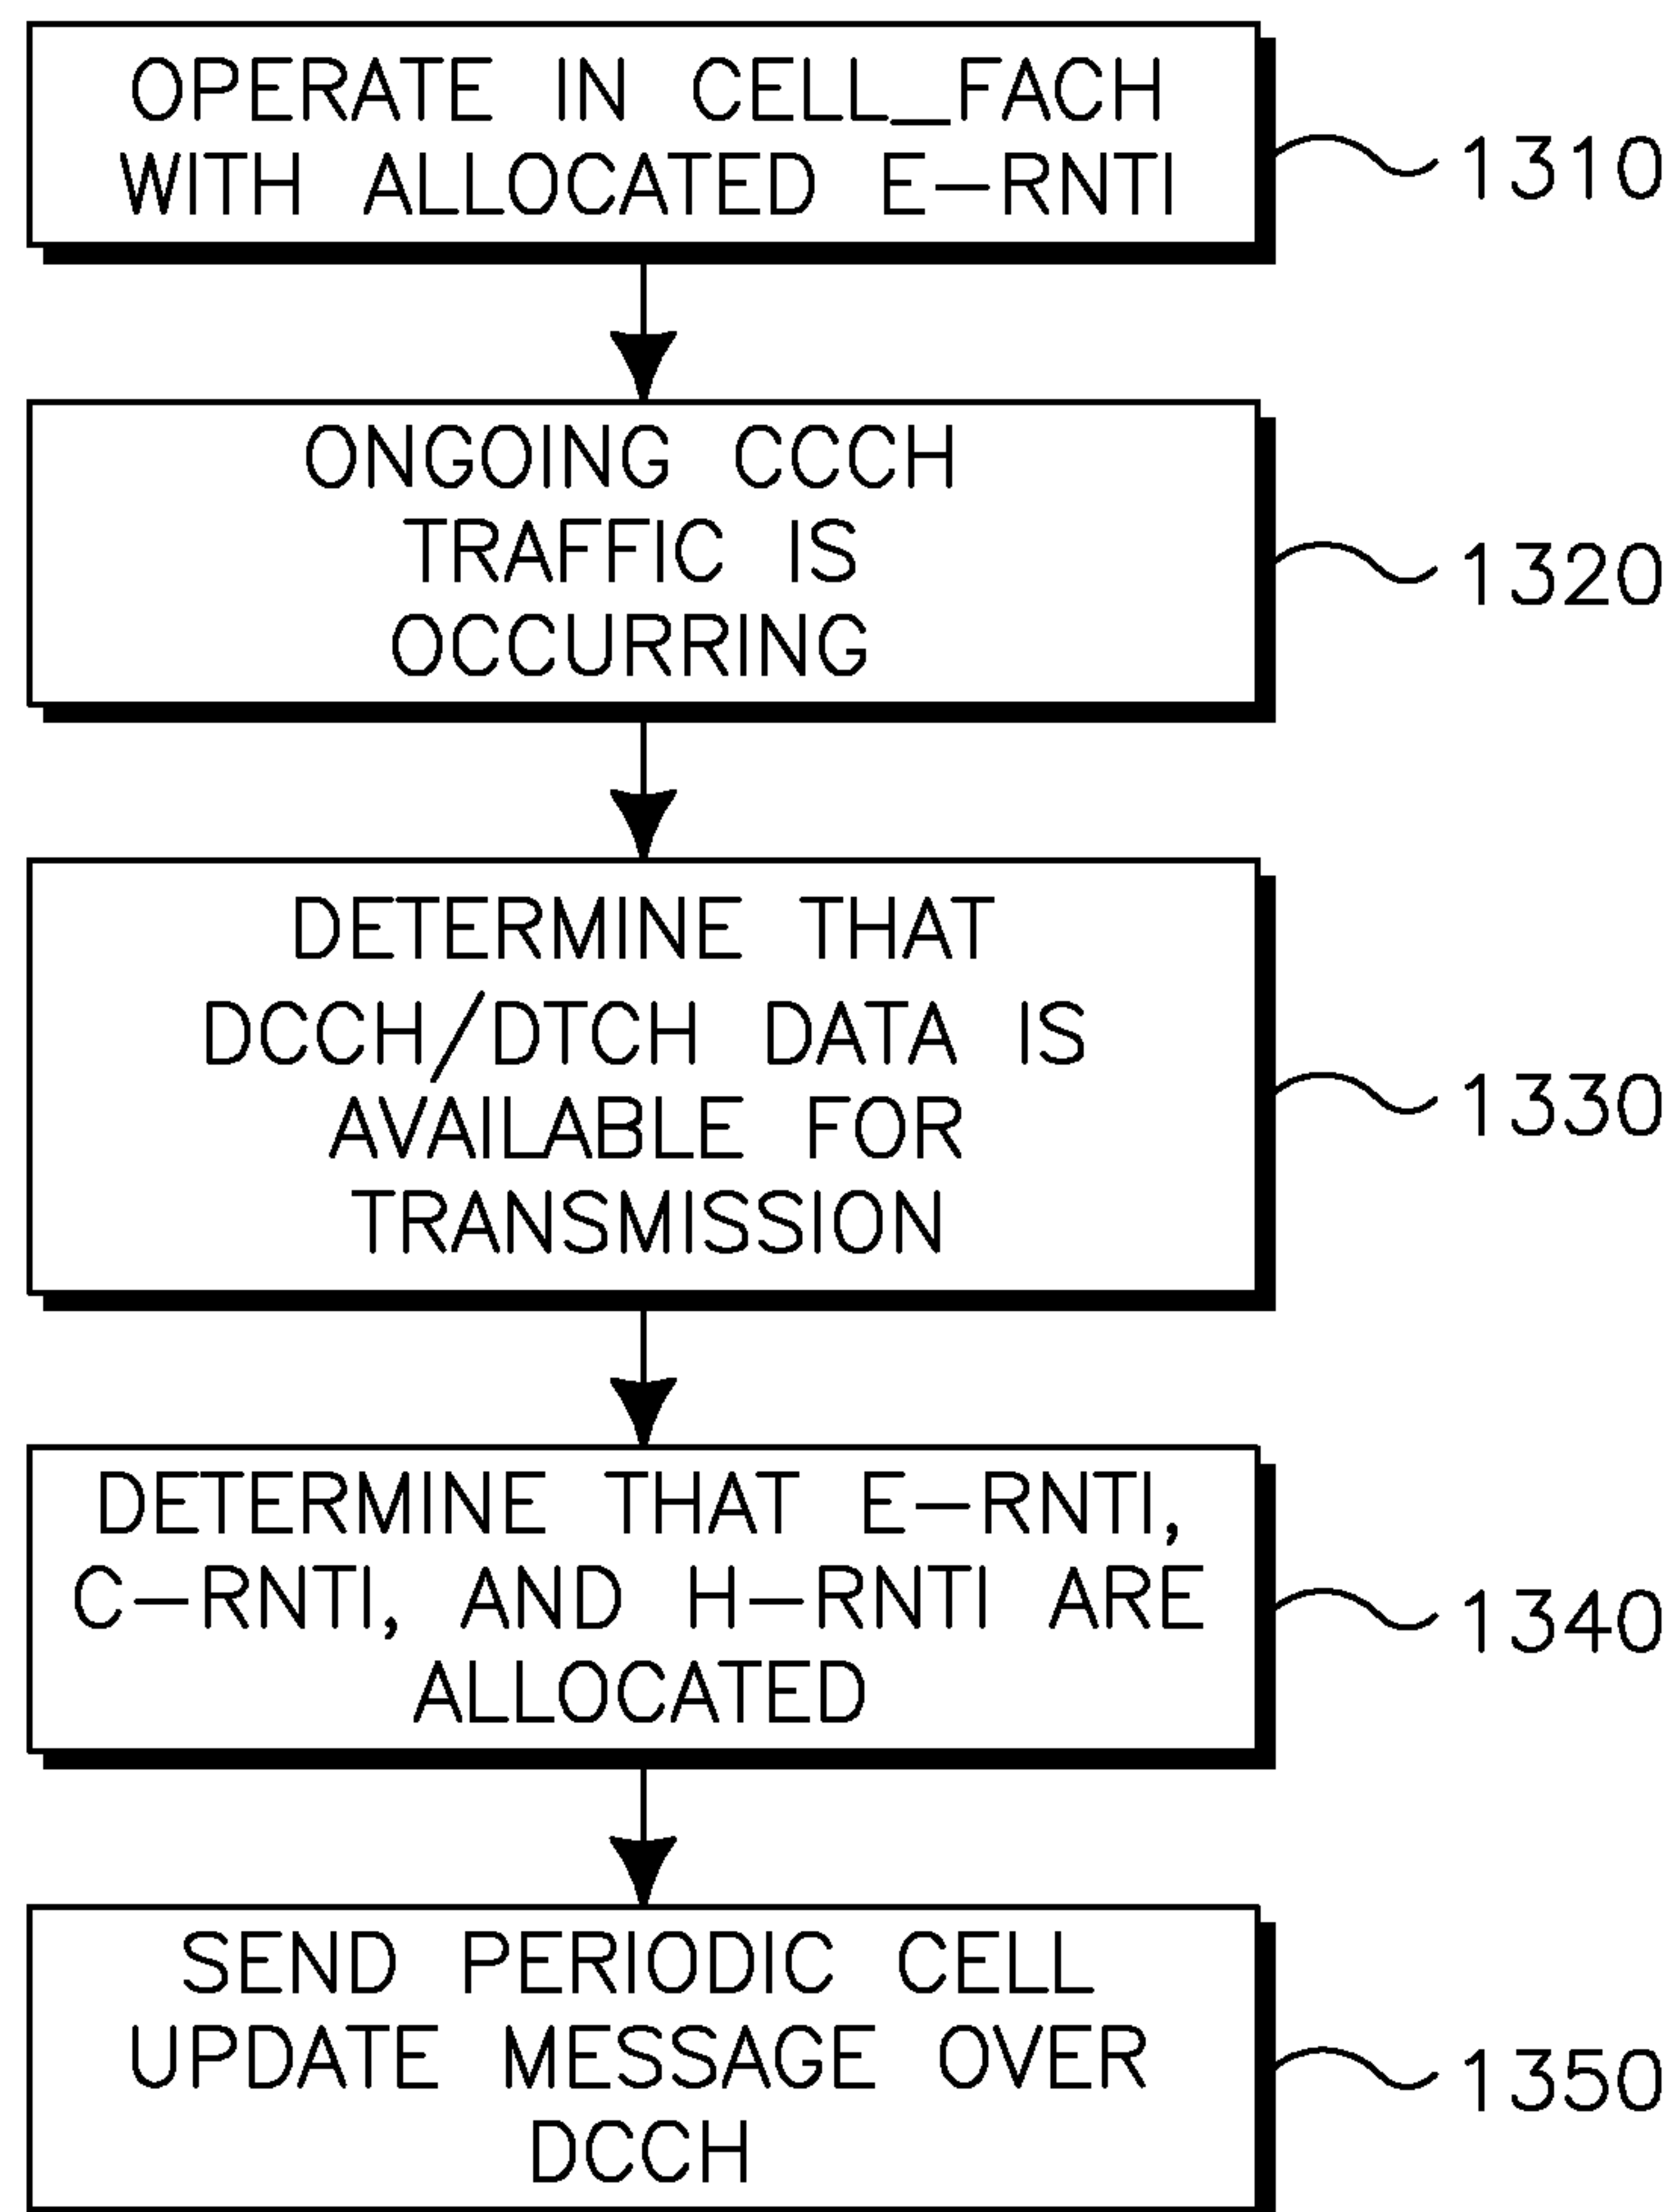 OPERATE IN CELL_FACH
WITH ALLOCATED E-RNTI
1310
ONGOING CCCH
TRAFFIC IS
OCCURRING
1320
DETERMINE THAT
DCCH/DTCH DATA IS
AVAILABLE FOR
TRANSMISSION
1330
DETERMINE THAT E-RNTI,
C-RNTI, AND H-RNTI ARE
ALLOCATED
1340
SEND PERIODIC CELL
UPDATE MESSAGE OVER
DCCH
1350